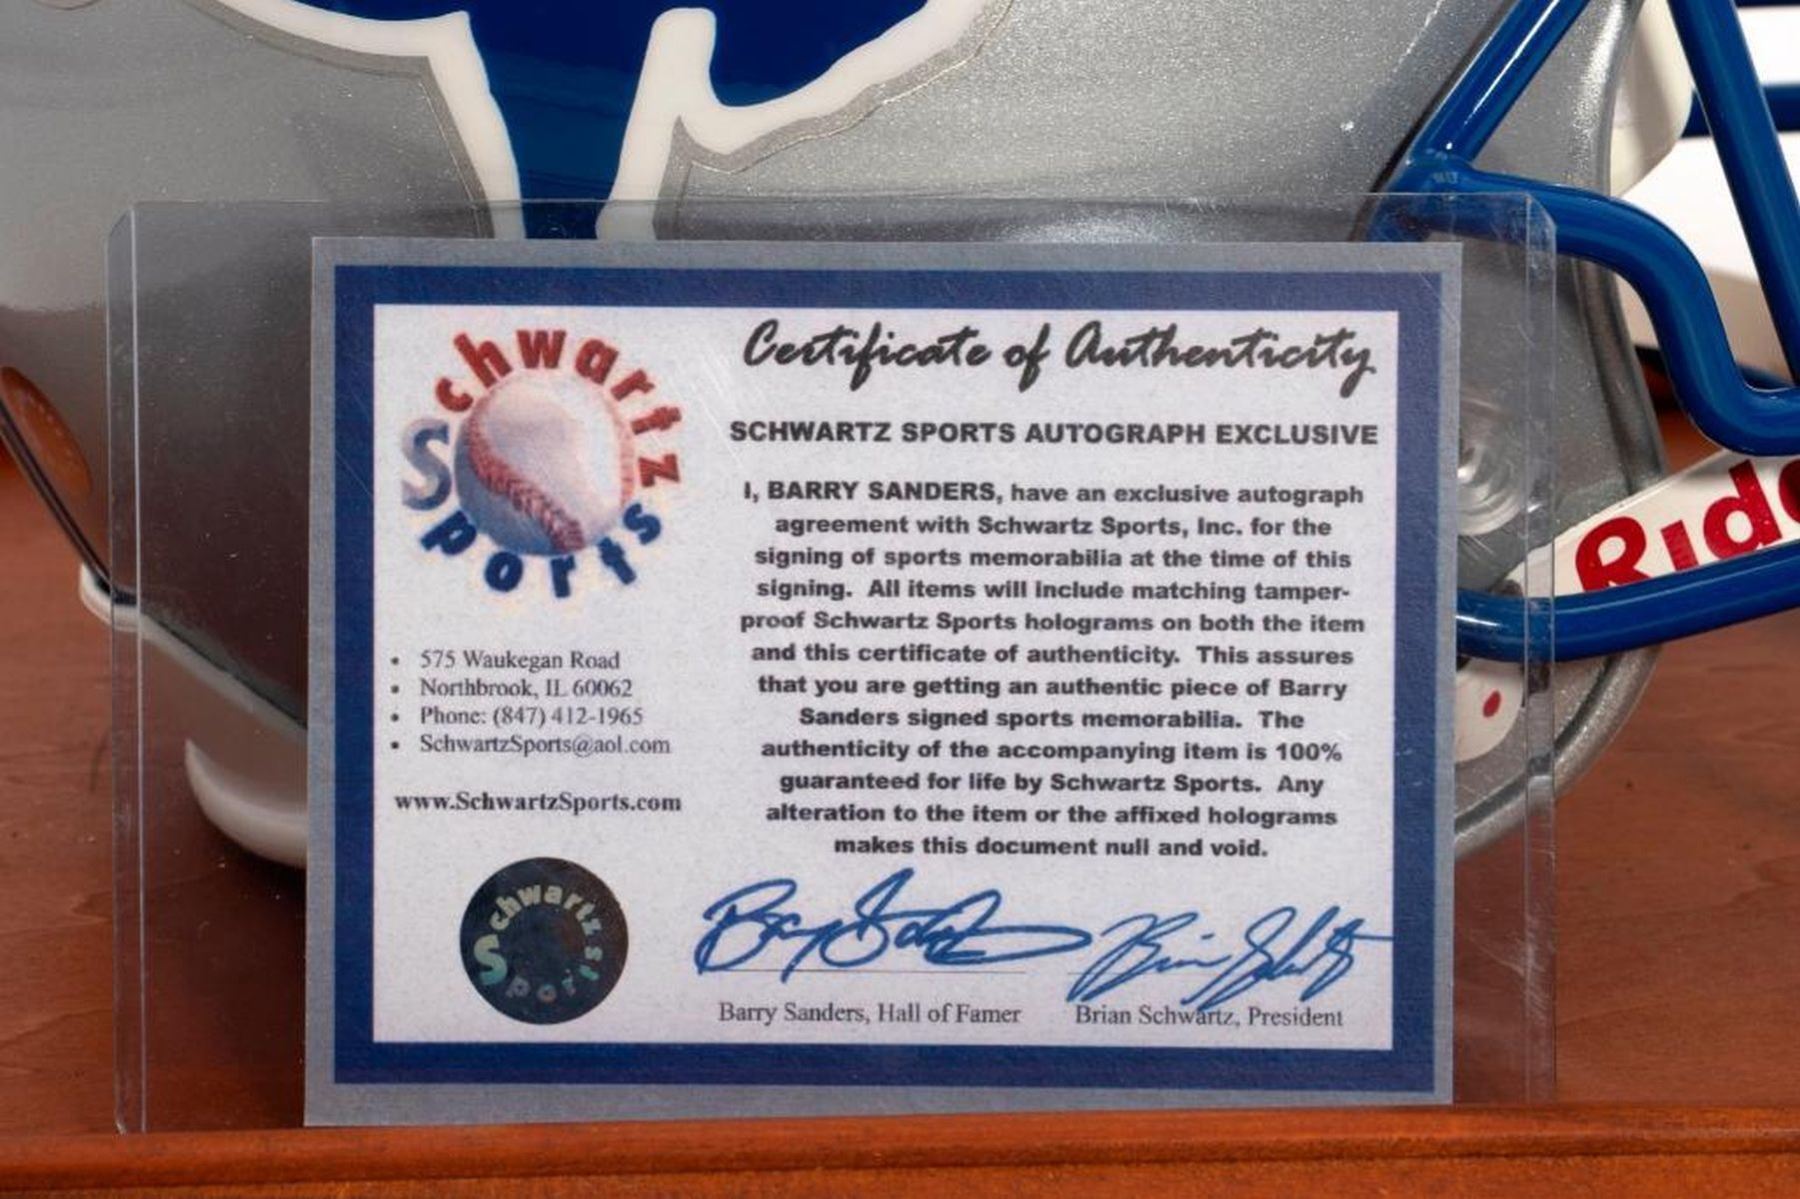 Schwartz
Sports
Certificate of Authenticity
SCHWARTZ SPORTS AUTOGRAPH EXCLUSIVE
I, BARRY SANDERS, have an exclusive autograph
agreement with Schwartz Sports, Inc. for the
signing of sports memorabilia at the time of this
signing. All items will include matching tamper-
proof Schwartz Sports holograms on both the item
and this certificate of authenticity. This assures
that you are getting an authentic piece of Barry
Sanders signed sports memorabilia. The
authenticity of the accompanying item is 100%
guaranteed for life by Schwartz Sports. Any
alteration to the item or the affixed holograms
makes this document null and void.
• 575 Waukegan Road
• Northbrook, IL 60062
• Phone: (847) 412-1965
• SchwartzSports@aol.com
www.SchwartzSports.com
Schwartz
Sports
Barry Sanders
Brian Schwartz
Barry Sanders, Hall of Famer
Brian Schwartz, President
Ridd